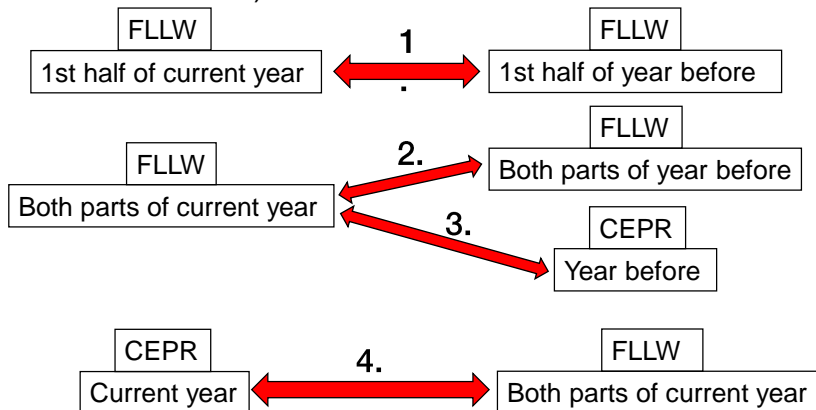 FLLW
1st half of current year
1
.
FLLW
1st half of year before
FLLW
Both parts of current year
2.
FLLW
Both parts of year before
3.
CEPR
Year before
CEPR
Current year
4.
FLLW
Both parts of current year